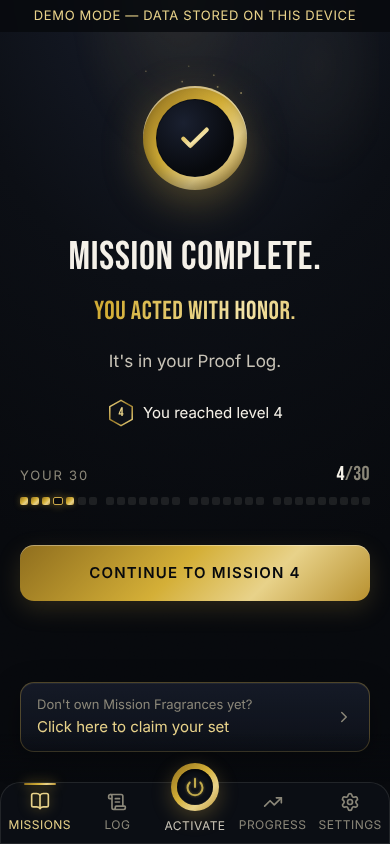 DEMO MODE — DATA STORED ON THIS DEVICE
MISSION COMPLETE.
YOU ACTED WITH HONOR.
It's in your Proof Log.
4 You reached level 4
YOUR 30 4/30
CONTINUE TO MISSION 4
Don't own Mission Fragrances yet?
Click here to claim your set
MISSIONS LOG ACTIVATE PROGRESS SETTINGS